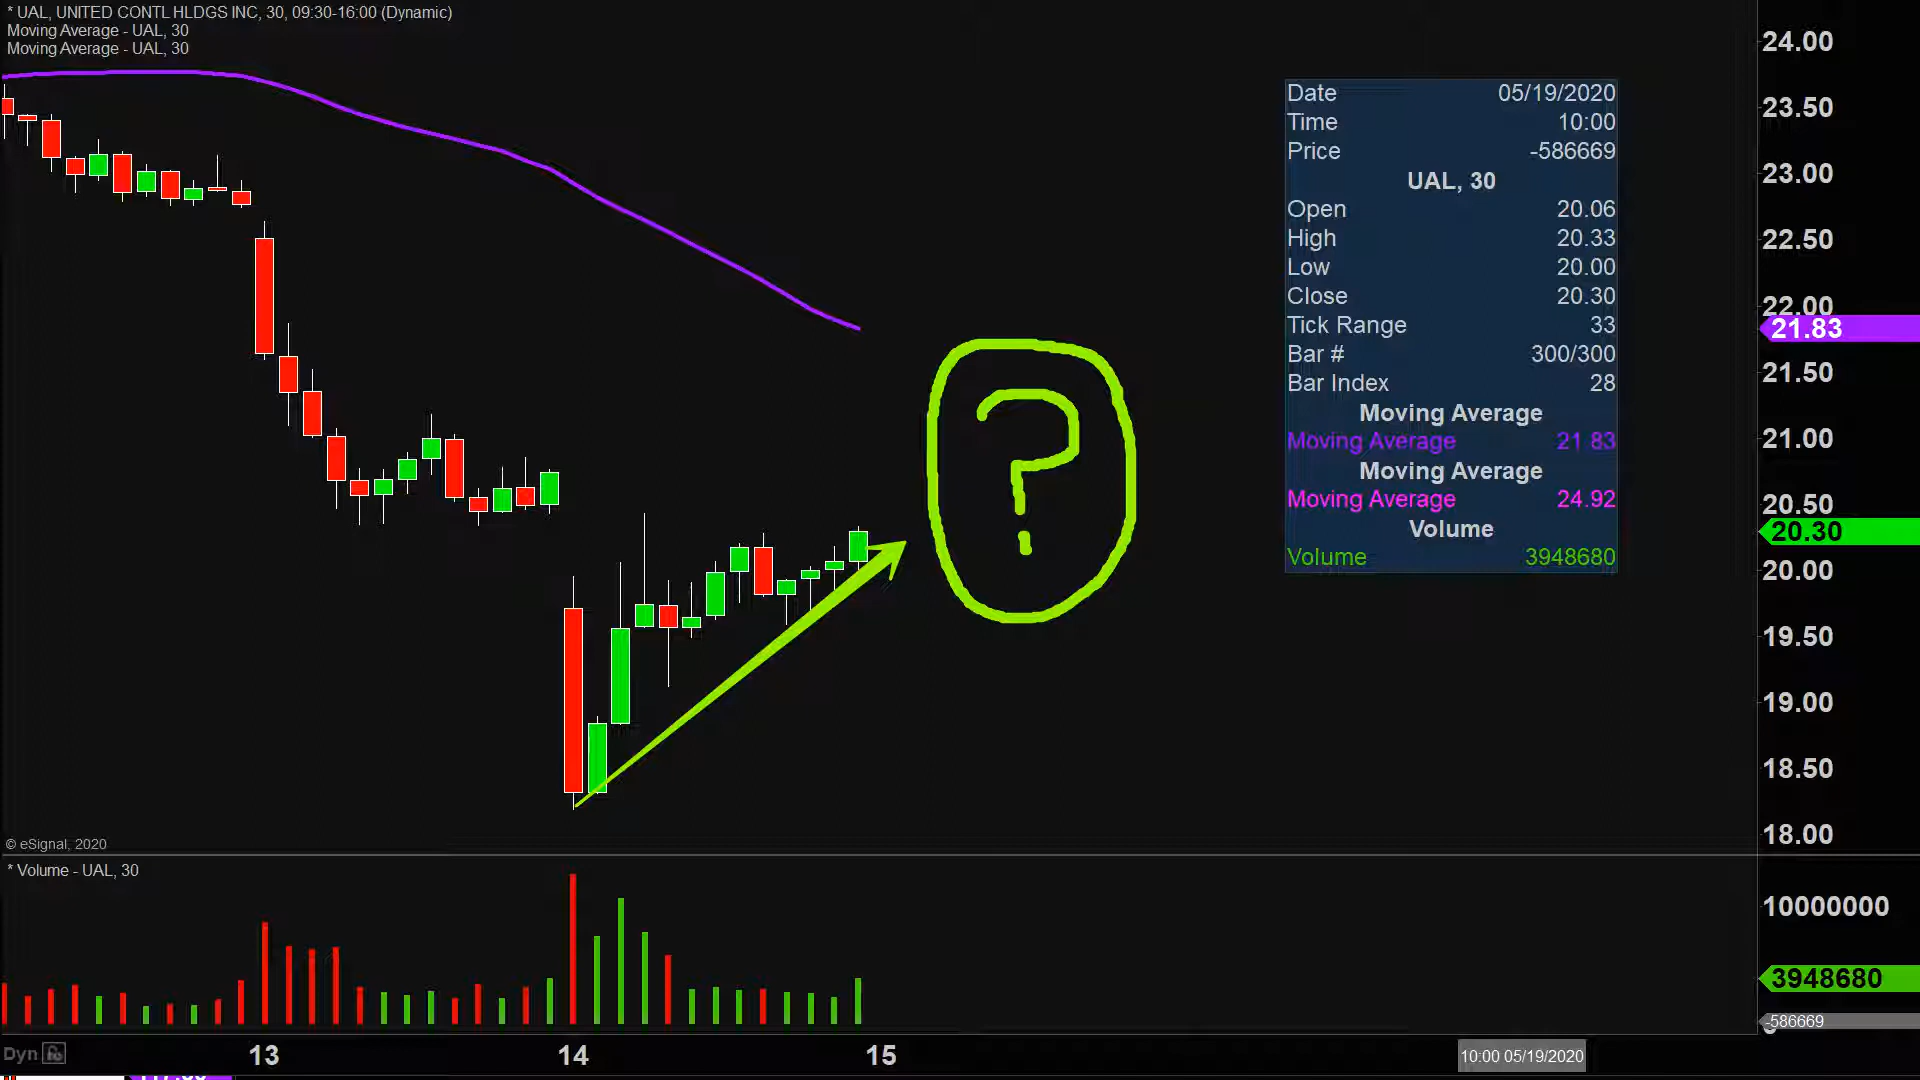 * UAL, UNITED CONTL HLDGS INC, 30, 09:30-16:00 (Dynamic)
Moving Average - UAL, 30
Moving Average - UAL, 30
24.00
23.50
23.00
22.50
22.00
21.83
21.50
21.00
20.50
20.30
20.00
19.50
19.00
18.50
18.00
Date 05/19/2020
Time 10:00
Price -586669
UAL, 30
Open 20.06
High 20.33
Low 20.00
Close 20.30
Tick Range 33
Bar # 300/300
Bar Index 28
Moving Average
Moving Average 21.83
Moving Average
Moving Average 24.92
Volume
Volume 3948680
?
© eSignal, 2020
* Volume - UAL, 30
10000000
3948680
-586669
Dyn
13 14 15
10:00 05/19/2020